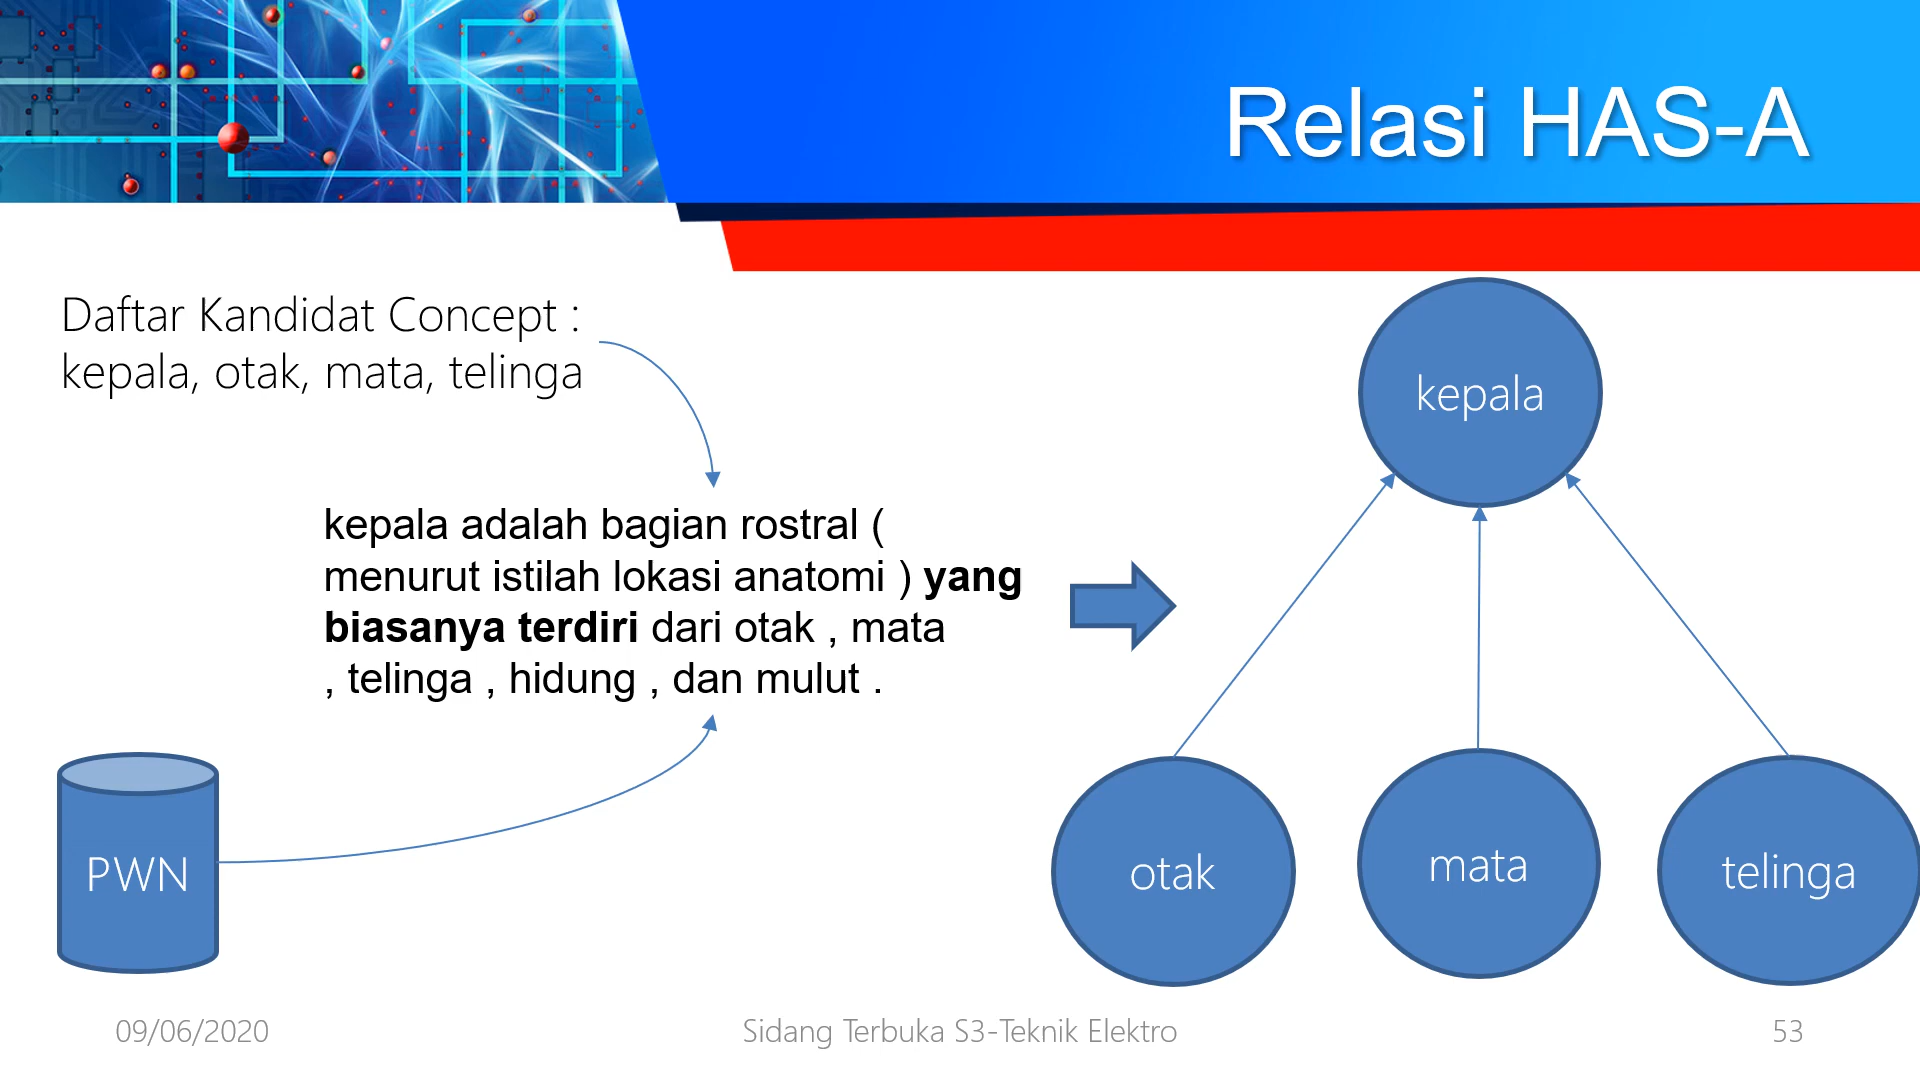 Relasi HAS-A
Daftar Kandidat Concept :
kepala, otak, mata, telinga
kepala adalah bagian rostral (
menurut istilah lokasi anatomi ) yang
biasanya terdiri dari otak , mata
, telinga , hidung , dan mulut .
PWN
kepala
otak
mata
telinga
09/06/2020
Sidang Terbuka S3-Teknik Elektro
53